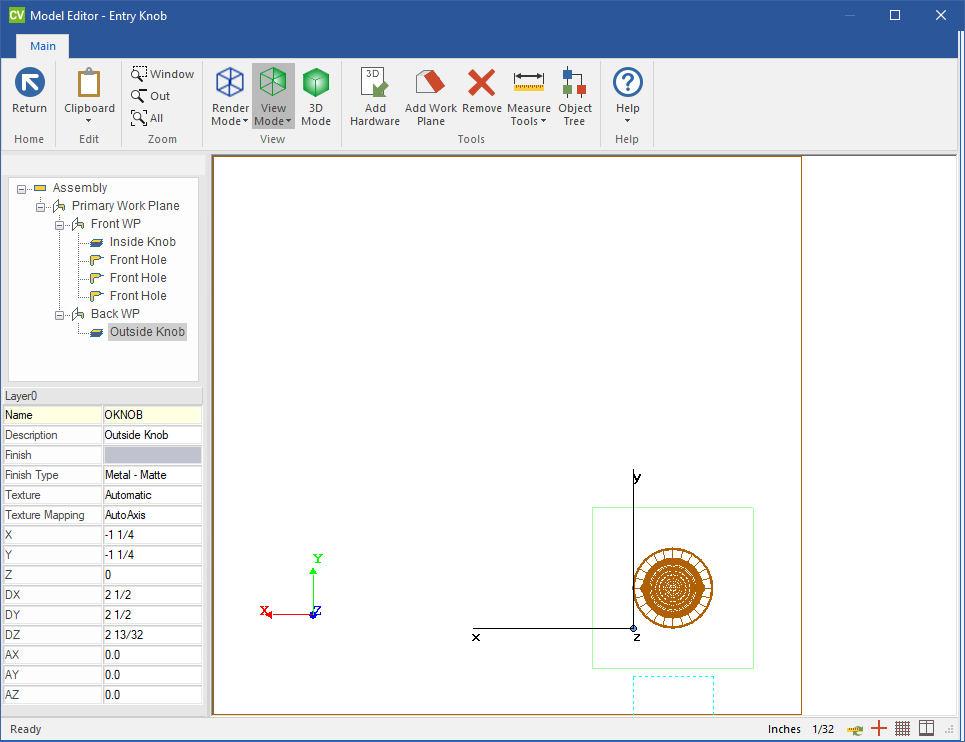 CV Model Editor - Entry Knob
Main
Return
Clipboard
Window
Out
All
Render Mode
View Mode
3D Mode
3D
Add Hardware
Add Work Plane
Remove
Measure Tools
Object Tree
Help
Home
Edit
Zoom
View
Tools
Help
Assembly
Primary Work Plane
Front WP
Inside Knob
Front Hole
Front Hole
Front Hole
Back WP
Outside Knob
Layer0
Name OKNOB
Description Outside Knob
Finish
Finish Type Metal - Matte
Texture Automatic
Texture Mapping AutoAxis
X -1 1/4
Y -1 1/4
Z 0
DX 2 1/2
DY 2 1/2
DZ 2 13/32
AX 0.0
AY 0.0
AZ 0.0
y
Y
X
Z
x
z
Ready
Inches 1/32